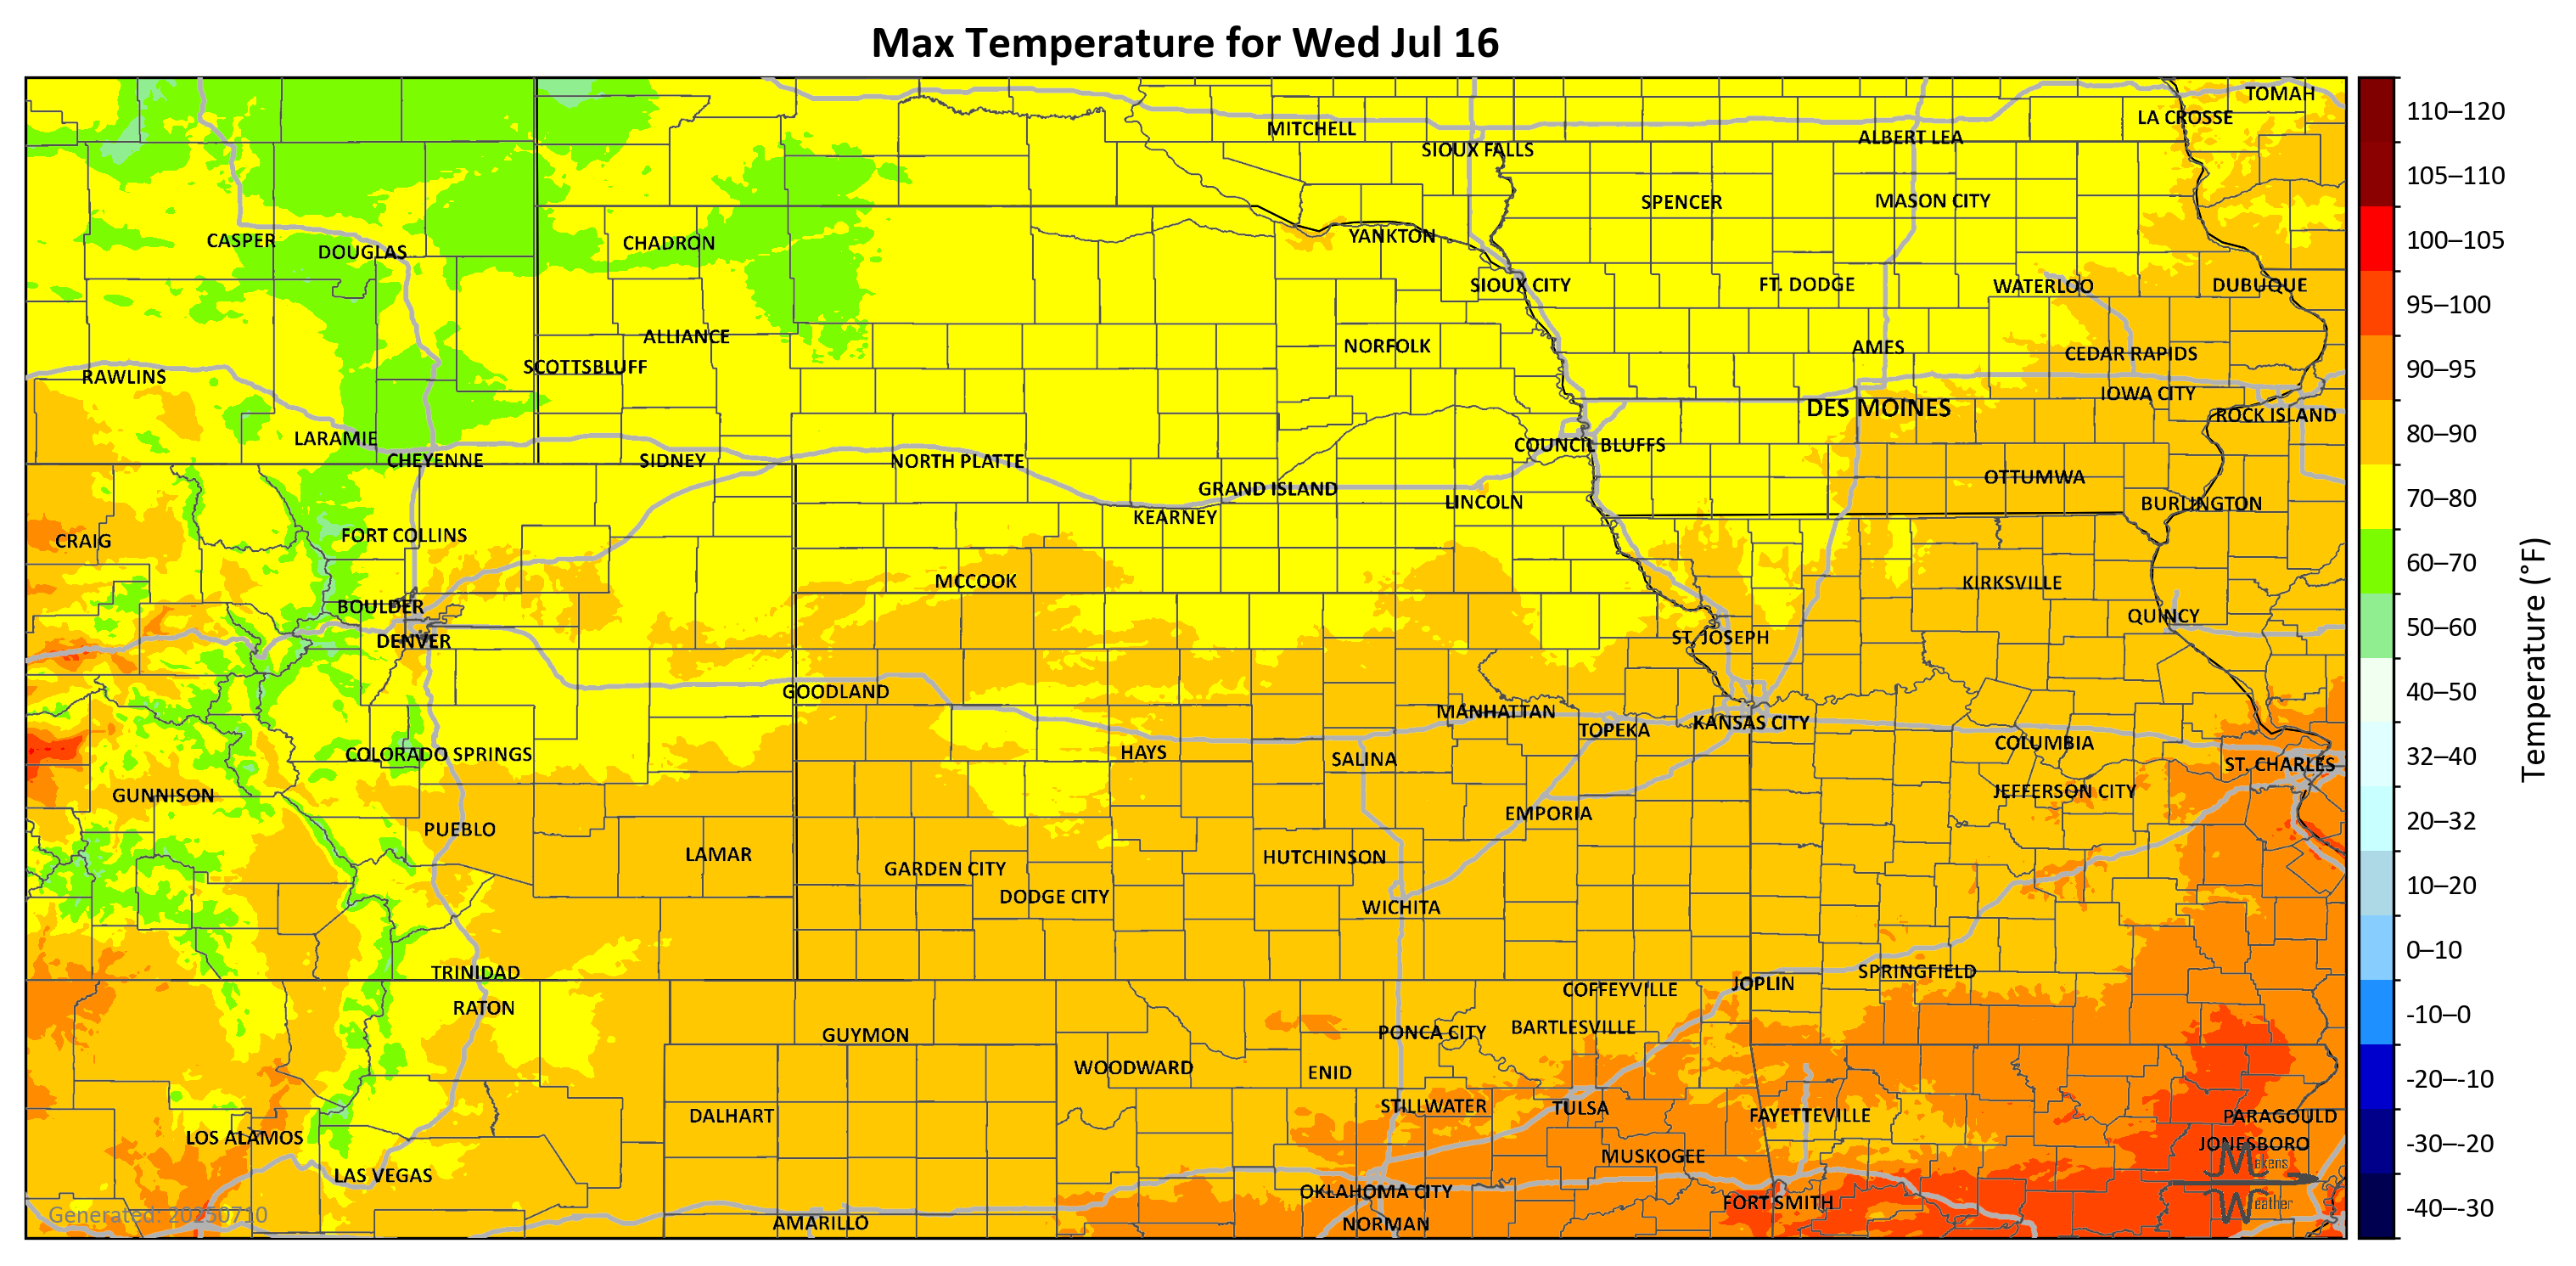 Max Temperature for Wed Jul 16
TOMAH
LA CROSSE
MITCHELL
ALBERT LEA
SIOUX FALLS
SPENCER
MASON CITY
YANKTON
CASPER
CHADRON
DOUGLAS
SIOUX CITY
FT. DODGE
WATERLOO
DUBUQUE
ALLIANCE
NORFOLK
AMES
CEDAR RAPIDS
SCOTTSBLUFF
RAWLINS
IOWA CITY
DES MOINES
ROCK ISLAND
LARAMIE
COUNCIL BLUFFS
CHEYENNE
SIDNEY
NORTH PLATTE
OTTUMWA
GRAND ISLAND
LINCOLN
BURLINGTON
KEARNEY
FORT COLLINS
CRAIG
MCCOOK
KIRKSVILLE
BOULDER
QUINCY
DENVER
ST. JOSEPH
GOODLAND
MANHATTAN
KANSAS CITY
TOPEKA
COLUMBIA
HAYS
COLORADO SPRINGS
SALINA
ST. CHARLES
GUNNISON
JEFFERSON CITY
EMPORIA
PUEBLO
LAMAR
HUTCHINSON
GARDEN CITY
DODGE CITY
WICHITA
TRINIDAD
SPRINGFIELD
JOPLIN
COFFEYVILLE
RATON
BARTLESVILLE
PONCA CITY
GUYMON
WOODWARD
ENID
STILLWATER
TULSA
DALHART
FAYETTEVILLE
PARAGOULD
LOS ALAMOS
JONESBORO
MUSKOGEE
Makens
LAS VEGAS
OKLAHOMA CITY
FORT SMITH
Weather
Generated: 20250710
AMARILLO
NORMAN
110–120
105–110
100–105
95–100
90–95
80–90
70–80
60–70
50–60
40–50
32–40
20–32
10–20
0–10
-10–0
-20–-10
-30–-20
-40–-30
Temperature (°F)